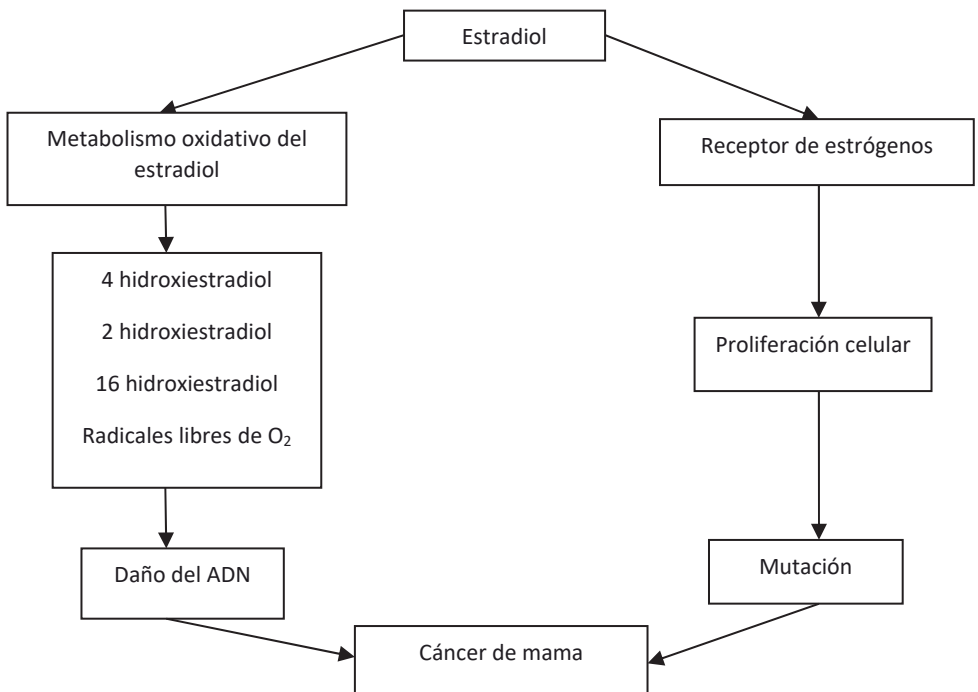 Estradiol
Metabolismo oxidativo del
estradiol
Receptor de estrógenos
4 hidroxiestradiol
2 hidroxiestradiol
16 hidroxiestradiol
Radicales libres de O₂
Proliferación celular
Daño del ADN
Mutación
Cáncer de mama